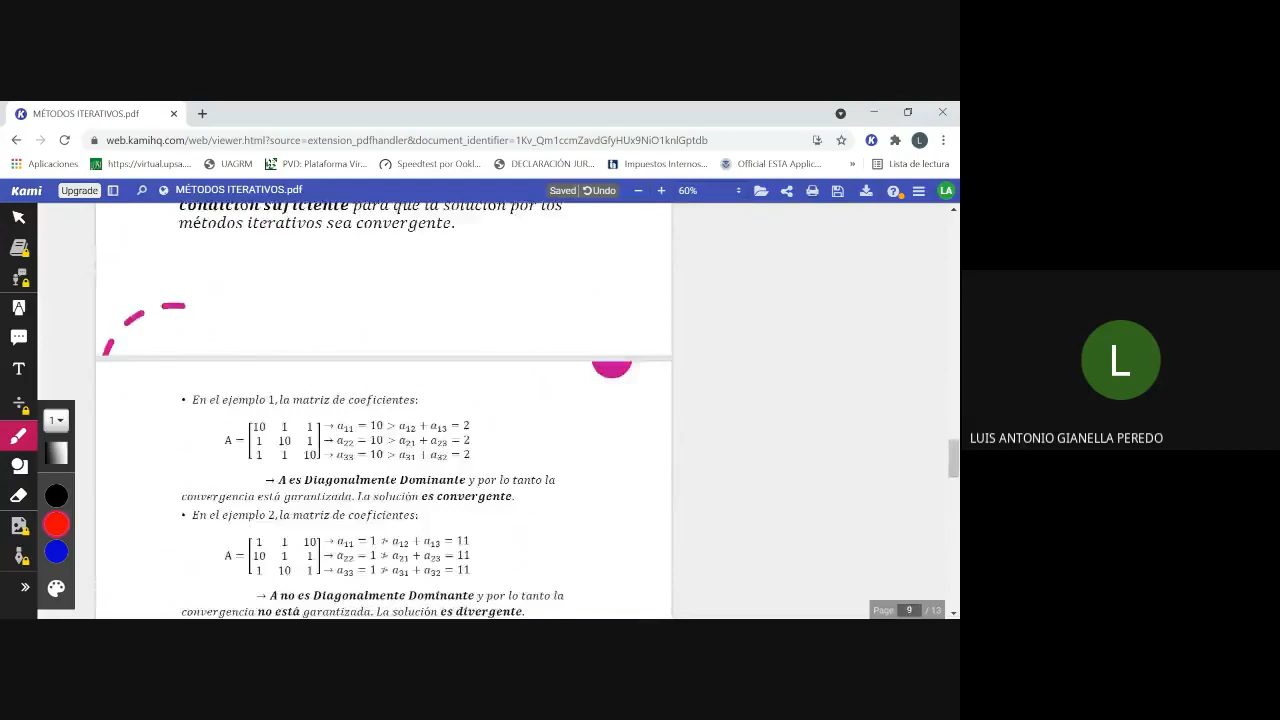 MÉTODOS ITERATIVOS.pdf
web.kamihq.com/web/viewer.html?source=extension_pdfhandler&document_identifier=1Kv_Qm1ccmZavdGfyHUx9NiO1knlGptdb
L
Aplicaciones https://virtual.upsa.... UAGRM PVD: Plataforma Vir... Speedtest por Ookl... DECLARACIÓN JUR... Impuestos Internos... Official ESTA Applic... » Lista de lectura
Kami Upgrade MÉTODOS ITERATIVOS.pdf Saved Undo 60% LA
condición suficiente para que la solución por los
métodos iterativos sea convergente.
• En el ejemplo 1, la matriz de coeficientes:
A = [10 1 1; 1 10 1; 1 1 10]
→ a11 = 10 > a12 + a13 = 2
→ a22 = 10 > a21 + a23 = 2
→ a33 = 10 > a31 + a32 = 2
→ A es Diagonalmente Dominante y por lo tanto la
convergencia está garantizada. La solución es convergente.
• En el ejemplo 2, la matriz de coeficientes:
A = [1 1 10; 10 1 1; 1 10 1]
→ a11 = 1 ≯ a12 + a13 = 11
→ a22 = 1 ≯ a21 + a23 = 11
→ a33 = 1 ≯ a31 + a32 = 11
→ A no es Diagonalmente Dominante y por lo tanto la
convergencia no está garantizada. La solución es divergente.
1
Page 9 / 13
L
LUIS ANTONIO GIANELLA PEREDO